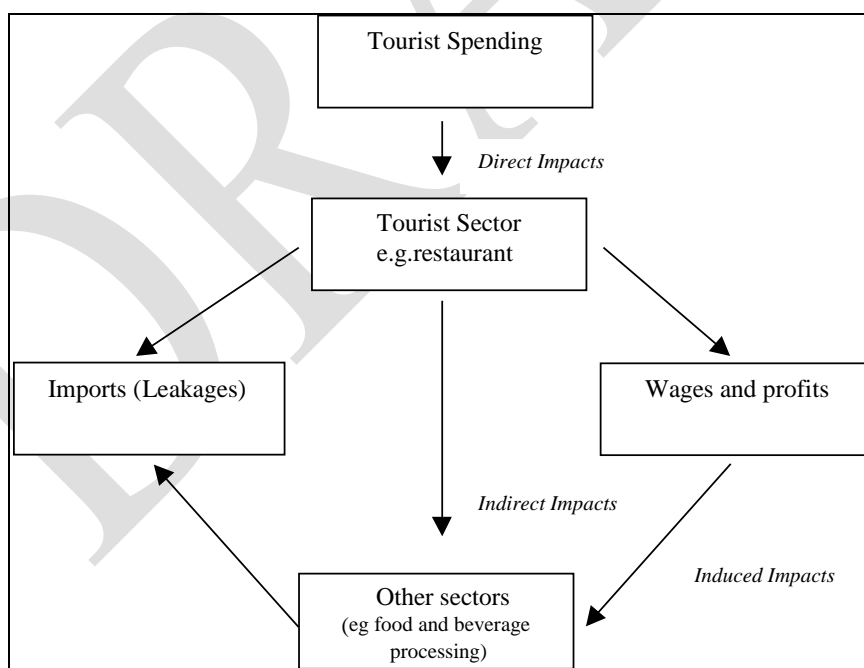 Tourist Spending
Direct Impacts
Tourist Sector
e.g.restaurant
Imports (Leakages)
Wages and profits
Indirect Impacts
Induced Impacts
Other sectors
(eg food and beverage
processing)